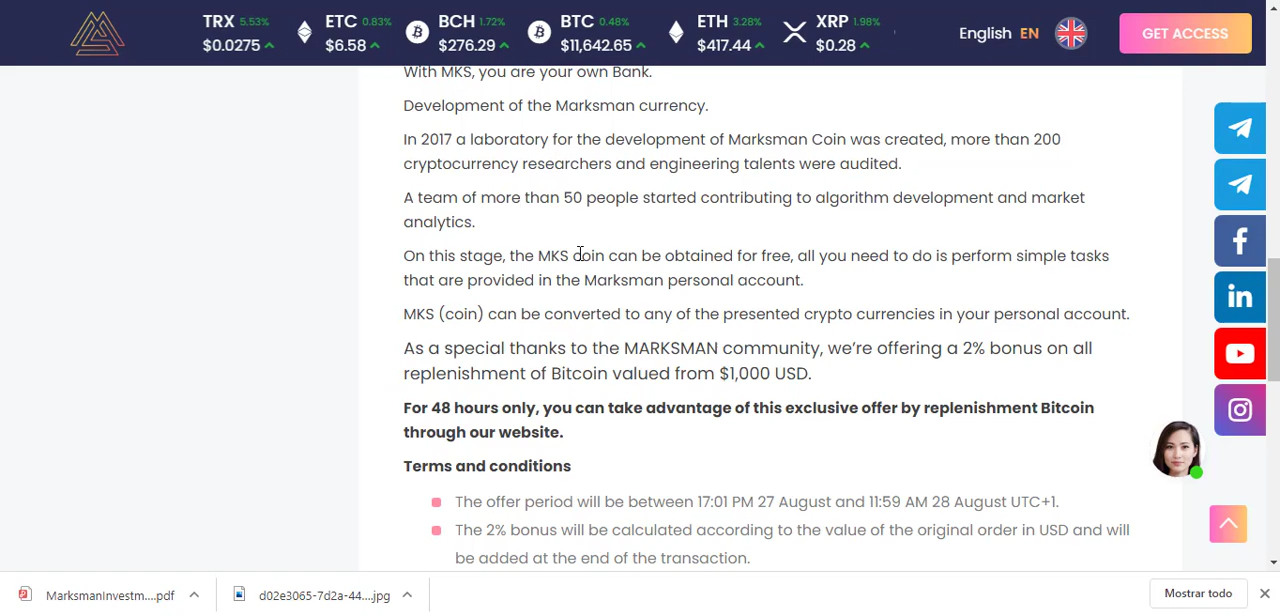 TRX 5.53% ETC 0.83% BCH 1.72% BTC 0.48% ETH 3.28% XRP 1.98%
$0.0275 $6.58 $276.29 $11,642.65 $417.44 $0.28
English EN
GET ACCESS
With MKS, you are your own Bank.
Development of the Marksman currency.
In 2017 a laboratory for the development of Marksman Coin was created, more than 200
cryptocurrency researchers and engineering talents were audited.
A team of more than 50 people started contributing to algorithm development and market
analytics.
On this stage, the MKS coin can be obtained for free, all you need to do is perform simple tasks
that are provided in the Marksman personal account.
MKS (coin) can be converted to any of the presented crypto currencies in your personal account.
As a special thanks to the MARKSMAN community, we’re offering a 2% bonus on all
replenishment of Bitcoin valued from $1,000 USD.
For 48 hours only, you can take advantage of this exclusive offer by replenishment Bitcoin
through our website.
Terms and conditions
The offer period will be between 17:01 PM 27 August and 11:59 AM 28 August UTC+1.
The 2% bonus will be calculated according to the value of the original order in USD and will
be added at the end of the transaction.
MarksmanInvestm....pdf
d02e3065-7d2a-44....jpg
Mostrar todo